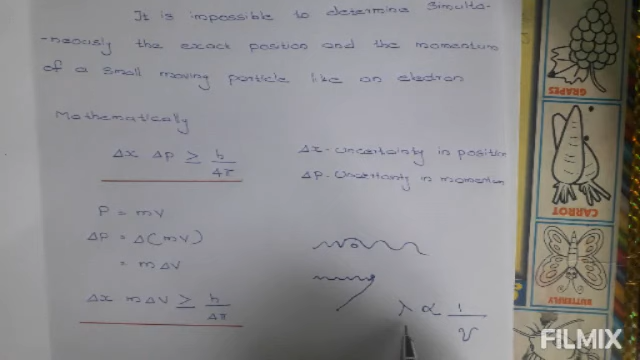 It is impossible to determine simulta-
-neously the exact position and the momentum
of a small moving particle like an electron
Mathematically
Δx Δp ≥ h/4π
Δx - uncertainty in position
Δp - uncertainty in momentum
P = mv
Δp = Δ(mv)
= mΔv
Δx mΔv ≥ h/4π
λ ∝ 1/ν
GRAPES
CARROT
BUTTERFLY
FILMIX